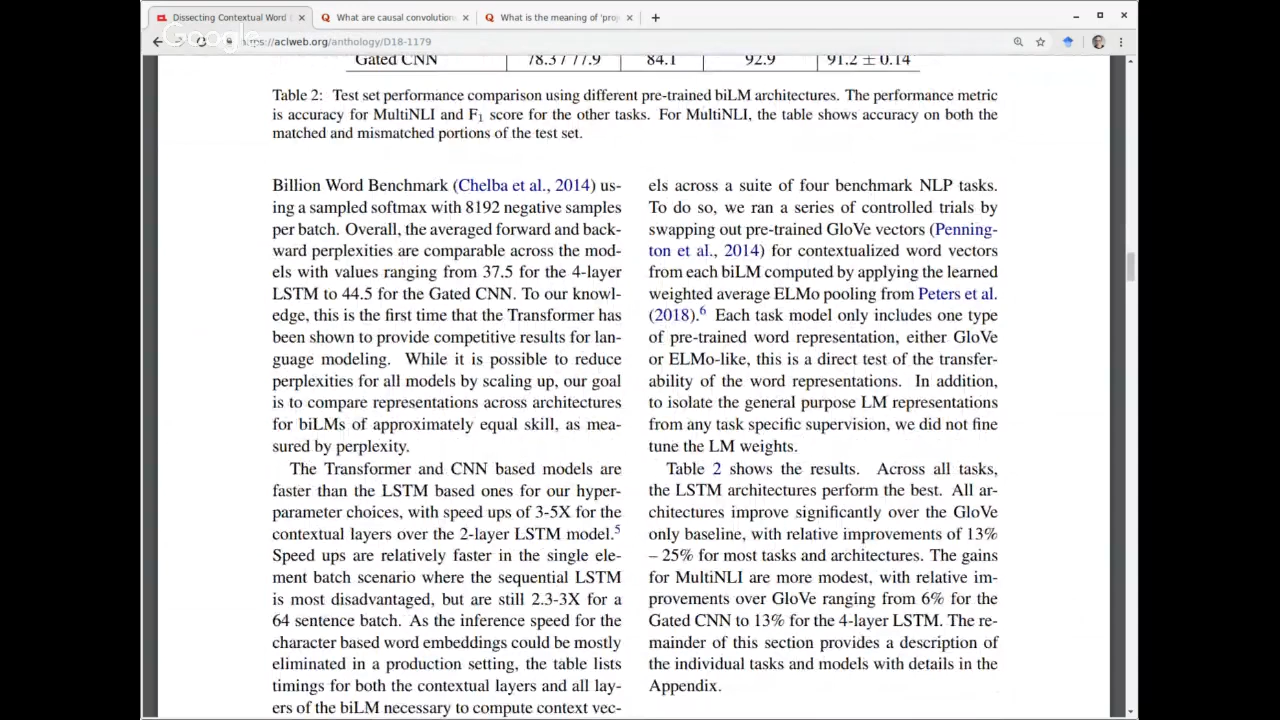 Dissecting Contextual Word
What are causal convolution
What is the meaning of 'pro
Google
https://aclweb.org/anthology/D18-1179
Gated CNN 78.3 / 77.9 84.1 92.9 91.2 ± 0.14
Table 2: Test set performance comparison using different pre-trained biLM architectures. The performance metric
is accuracy for MultiNLI and F1 score for the other tasks. For MultiNLI, the table shows accuracy on both the
matched and mismatched portions of the test set.
Billion Word Benchmark (Chelba et al., 2014) us-
ing a sampled softmax with 8192 negative samples
per batch. Overall, the averaged forward and back-
ward perplexities are comparable across the mod-
els with values ranging from 37.5 for the 4-layer
LSTM to 44.5 for the Gated CNN. To our knowl-
edge, this is the first time that the Transformer has
been shown to provide competitive results for lan-
guage modeling. While it is possible to reduce
perplexities for all models by scaling up, our goal
is to compare representations across architectures
for biLMs of approximately equal skill, as mea-
sured by perplexity.
The Transformer and CNN based models are
faster than the LSTM based ones for our hyper-
parameter choices, with speed ups of 3-5X for the
contextual layers over the 2-layer LSTM model.5
Speed ups are relatively faster in the single ele-
ment batch scenario where the sequential LSTM
is most disadvantaged, but are still 2.3-3X for a
64 sentence batch. As the inference speed for the
character based word embeddings could be mostly
eliminated in a production setting, the table lists
timings for both the contextual layers and all lay-
ers of the biLM necessary to compute context vec-
els across a suite of four benchmark NLP tasks.
To do so, we ran a series of controlled trials by
swapping out pre-trained GloVe vectors (Penning-
ton et al., 2014) for contextualized word vectors
from each biLM computed by applying the learned
weighted average ELMo pooling from Peters et al.
(2018).6 Each task model only includes one type
of pre-trained word representation, either GloVe
or ELMo-like, this is a direct test of the transfer-
ability of the word representations. In addition,
to isolate the general purpose LM representations
from any task specific supervision, we did not fine
tune the LM weights.
Table 2 shows the results. Across all tasks,
the LSTM architectures perform the best. All ar-
chitectures improve significantly over the GloVe
only baseline, with relative improvements of 13%
– 25% for most tasks and architectures. The gains
for MultiNLI are more modest, with relative im-
provements over GloVe ranging from 6% for the
Gated CNN to 13% for the 4-layer LSTM. The re-
mainder of this section provides a description of
the individual tasks and models with details in the
Appendix.